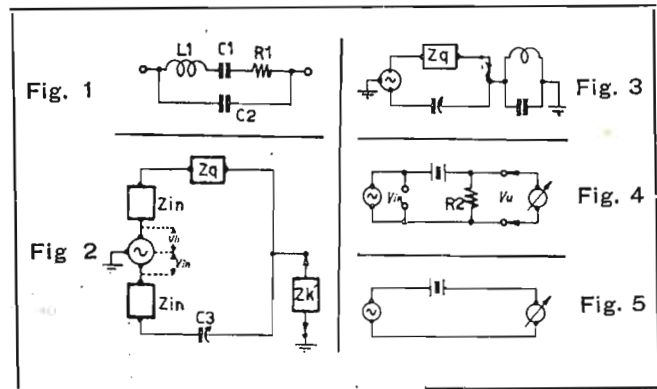 Fig. 1
L1
C1
R1
C2
Fig 2
Zq
Zin
Vin
Zin
C3
Zk
Fig. 3
Zq
Fig. 4
Vin
R2
Vu
Fig. 5